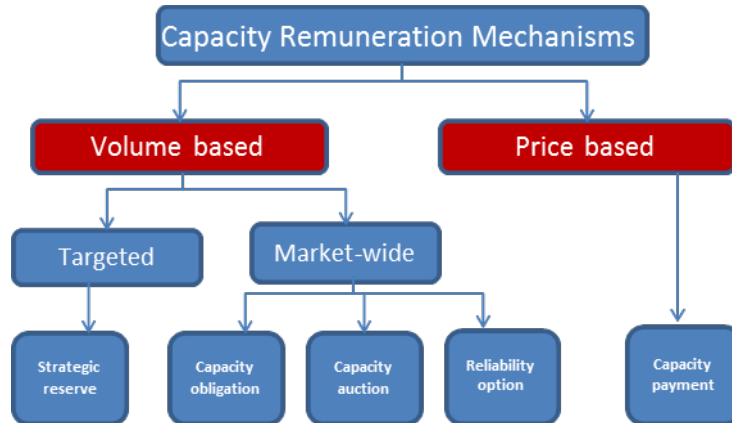 Capacity Remuneration Mechanisms
Volume based
Price based
Targeted
Market-wide
Strategic
reserve
Capacity
obligation
Capacity
auction
Reliability
option
Capacity
payment